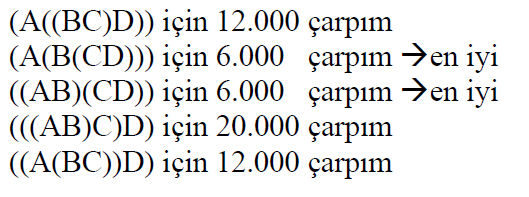 (A((BC)D)) için 12.000 çarpım
(A(B(CD))) için 6.000 çarpım →en iyi
((AB)(CD)) için 6.000 çarpım →en iyi
(((AB)C)D) için 20.000 çarpım
((A(BC))D) için 12.000 çarpım